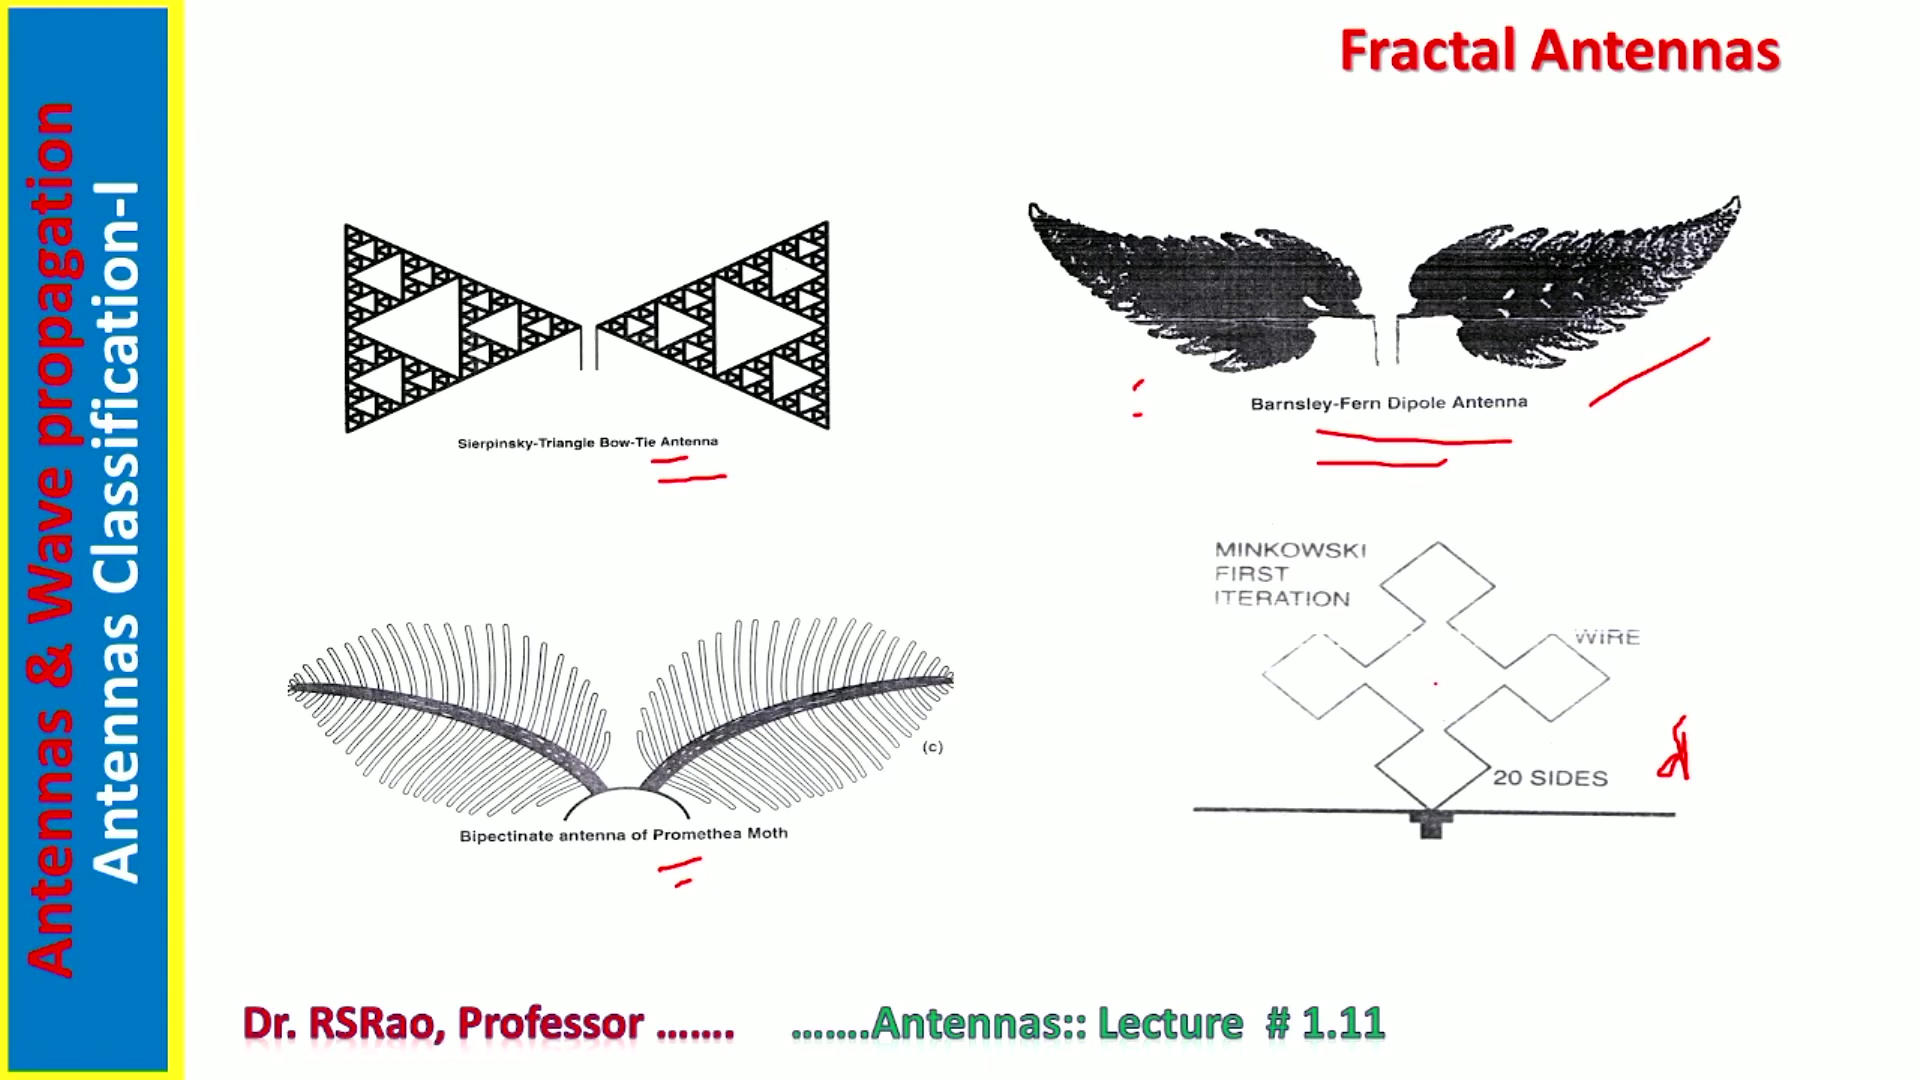 Antennas & Wave propagation
Antennas Classification-I
Fractal Antennas
Sierpinsky-Triangle Bow-Tie Antenna
Barnsley-Fern Dipole Antenna
MINKOWSKI
FIRST
ITERATION
WIRE
20 SIDES
(c)
Bipectinate antenna of Promethea Moth
Dr. RSRao, Professor ....... .......Antennas:: Lecture # 1.11